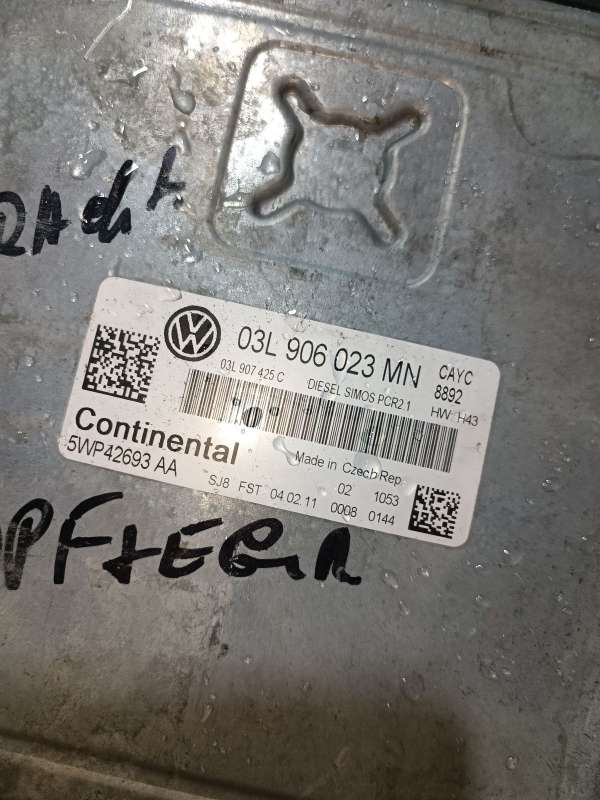 03L 906 023 MN
CAYC
8892
03L 907 425 C
DIESEL SIMOS PCR2.1
HW H43
Continental
5WP42693 AA
Made in Czech Rep.
02 1053
SJ8 FST 04.02.11 0008 0144